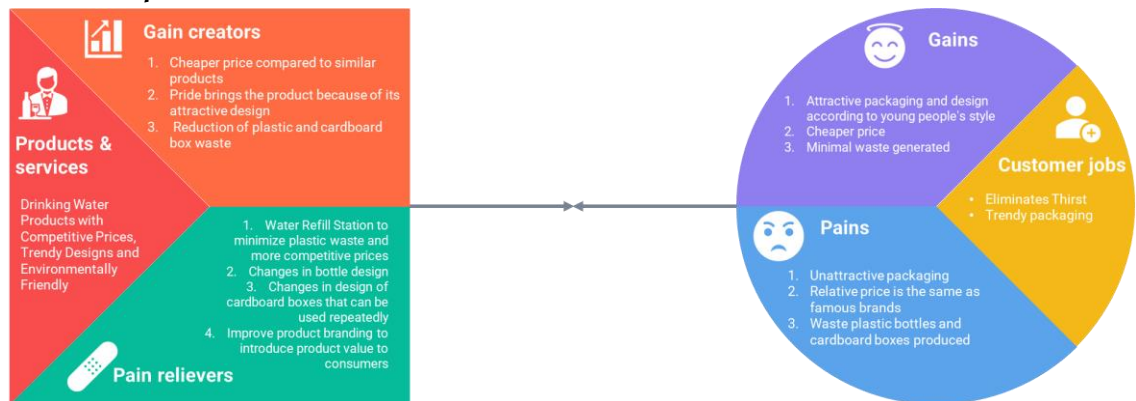 Gain creators
1. Cheaper price compared to similar
products
2. Pride brings the product because of its
attractive design
3. Reduction of plastic and cardboard
box waste
Products &
services
Drinking Water
Products with
Competitive Prices,
Trendy Designs and
Environmentally
Friendly
1. Water Refill Station to
minimize plastic waste and
more competitive prices
2. Changes in bottle design
3. Changes in design of
cardboard boxes that can be
used repeatedly
4. Improve product branding to
introduce product value to
consumers
Pain relievers
Gains
1. Attractive packaging and design
according to young people's style
2. Cheaper price
3. Minimal waste generated
Customer jobs
• Eliminates Thirst
• Trendy packaging
Pains
1. Unattractive packaging
2. Relative price is the same as
famous brands
3. Waste plastic bottles and
cardboard boxes produced